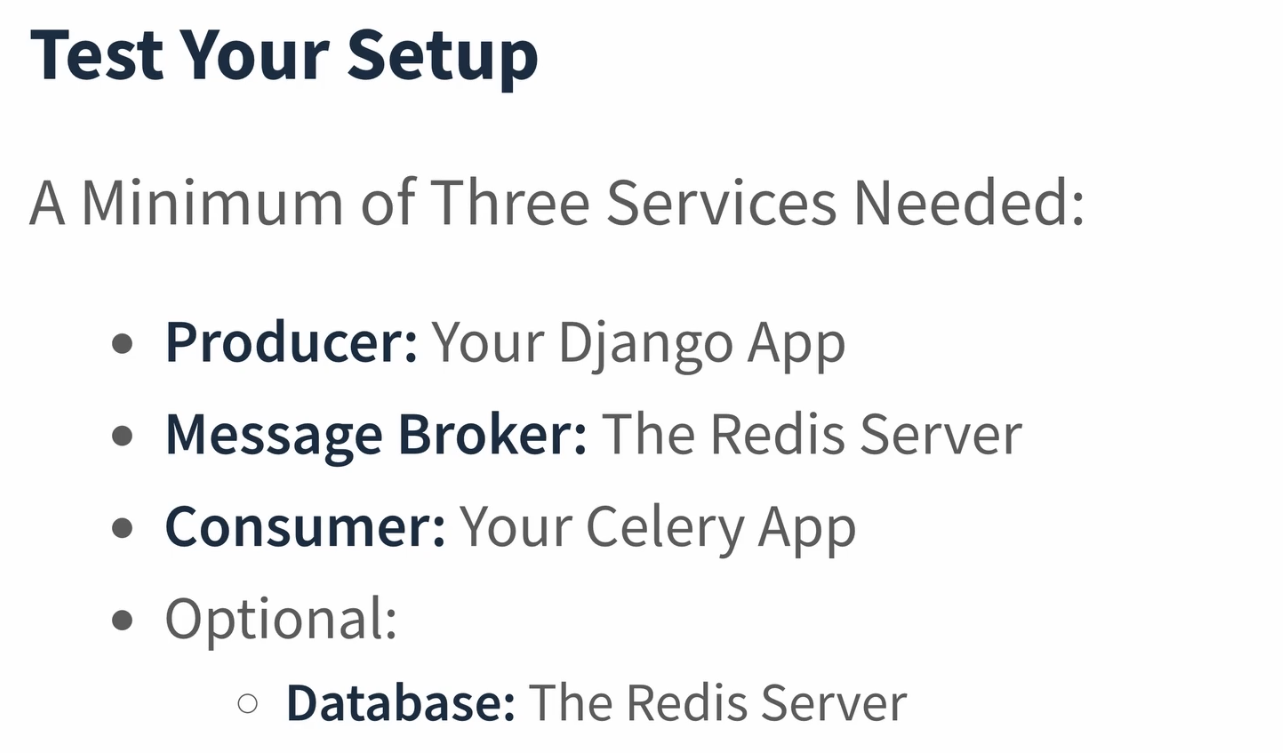 Test Your Setup
A Minimum of Three Services Needed:
Producer: Your Django App
Message Broker: The Redis Server
Consumer: Your Celery App
Optional:
Database: The Redis Server